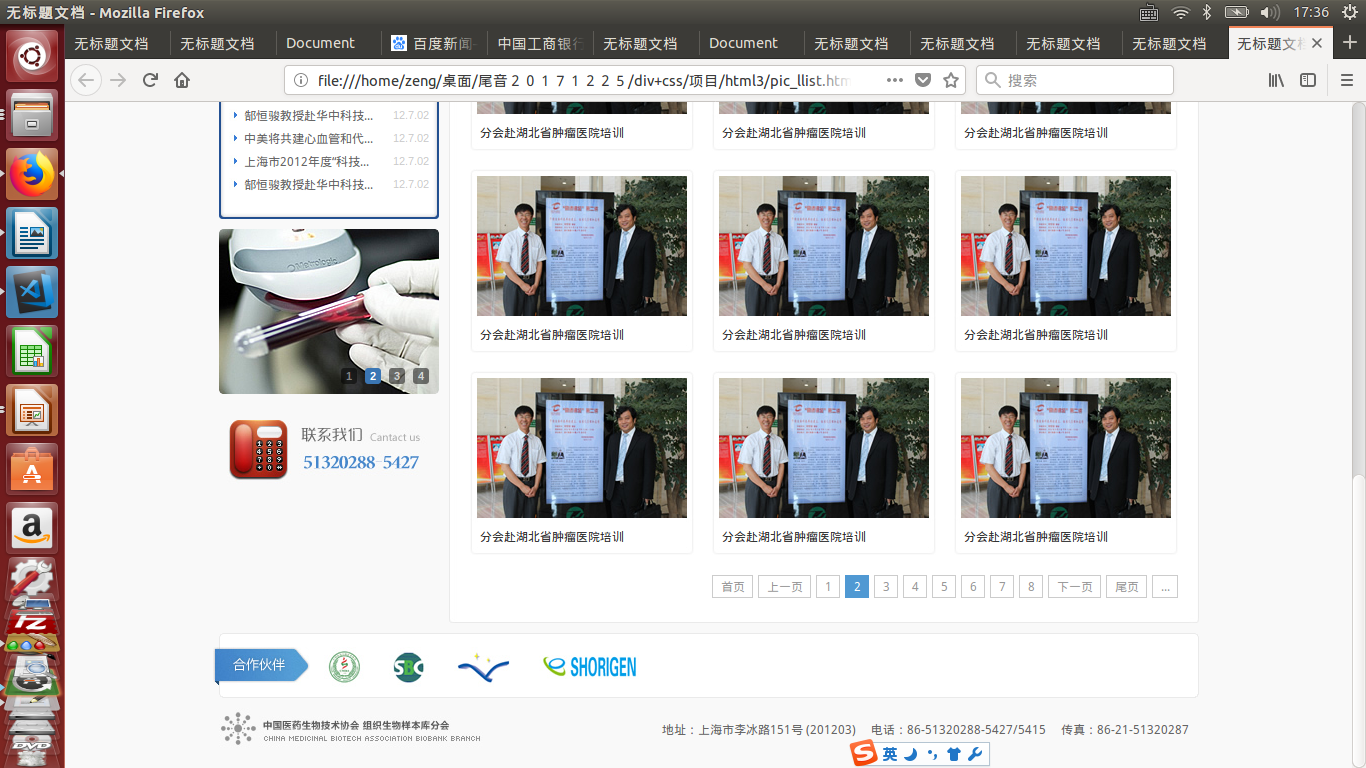 无标题文档 - Mozilla Firefox
17:36
无标题文档
无标题文档
Document
百度新闻
中国工商银行
无标题文档
Document
无标题文档
无标题文档
无标题文档
无标题文档
无标题文档
file:///home/zeng/桌面/尾音２０１７１２２５/div+css/项目/html3/pic_llist.htm
搜索
郜恒骏教授赴华中科技... 12.7.02
中美将共建心血管和代... 12.7.02
上海市2012年度“科技... 12.7.02
郜恒骏教授赴华中科技... 12.7.02
Metrologic
1 2 3 4
联系我们 Cantact us
51320288-5427
分会赴湖北省肿瘤医院培训 分会赴湖北省肿瘤医院培训 分会赴湖北省肿瘤医院培训
分会赴湖北省肿瘤医院培训 分会赴湖北省肿瘤医院培训 分会赴湖北省肿瘤医院培训
分会赴湖北省肿瘤医院培训 分会赴湖北省肿瘤医院培训 分会赴湖北省肿瘤医院培训
首页 上一页 1 2 3 4 5 6 7 8 下一页 尾页 ...
合作伙伴
SBC
SHORIGEN
中国医药生物技术协会 组织生物样本库分会
CHINA MEDICINAL BIOTECH ASSOCIATION BIOBANK BRANCH
地址：上海市李冰路151号 (201203) 电话：86-51320288-5427/5415 传真：86-21-51320287
英